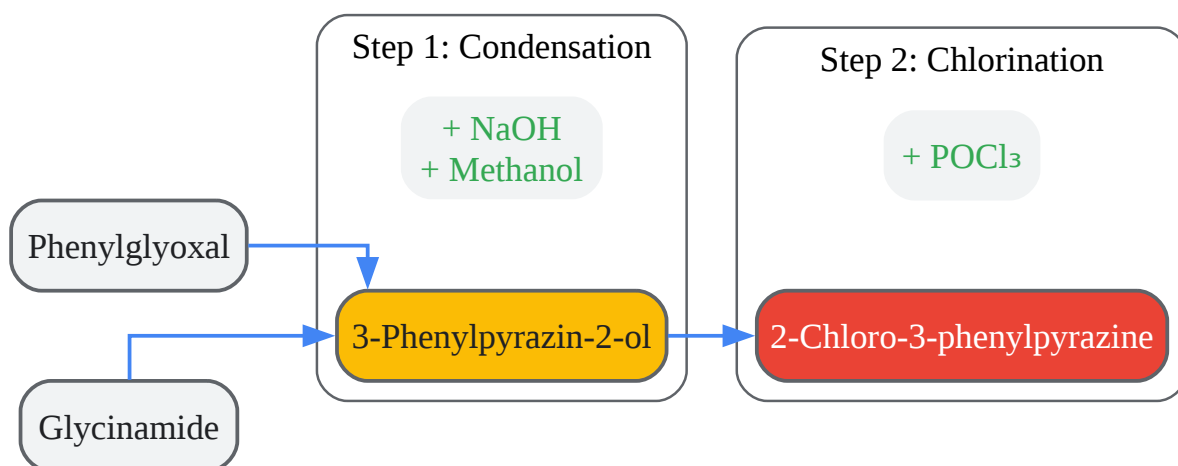 Step 1: Condensation
+ NaOH
+ Methanol
Step 2: Chlorination
+ POCl₃
Phenylglyoxal
Glycinamide
3-Phenylpyrazin-2-ol
2-Chloro-3-phenylpyrazine